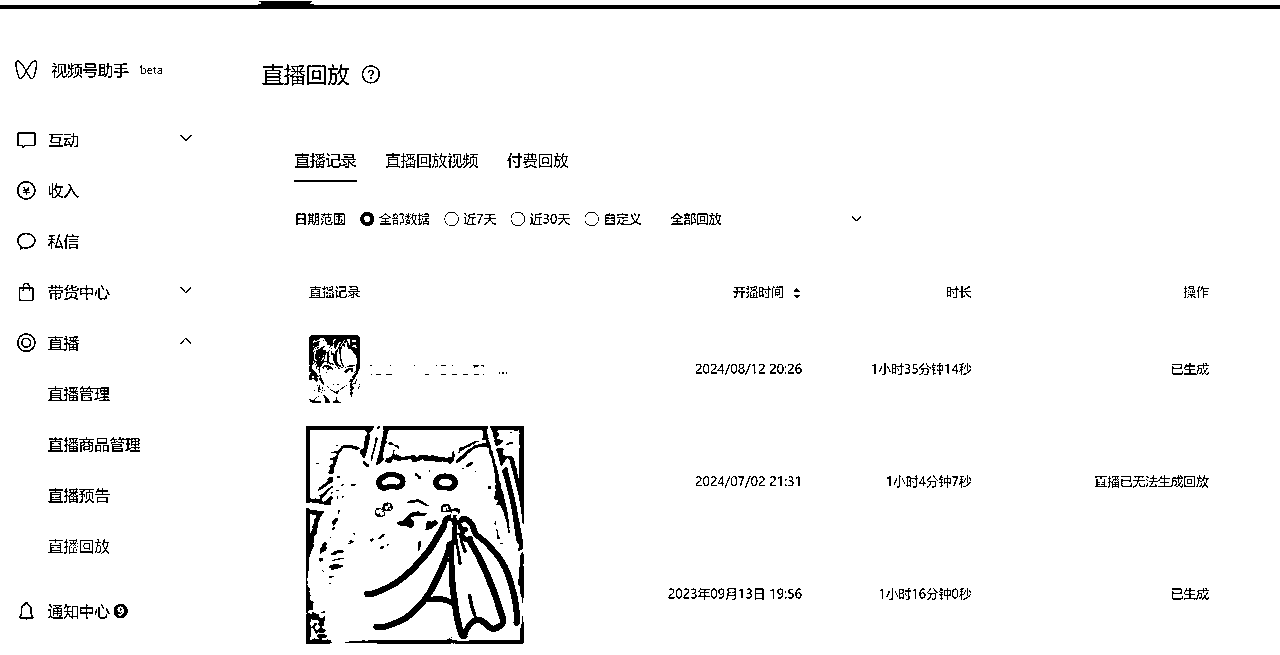 视频号助手 beta
互动
收入
私信
带货中心
直播
直播管理
直播商品管理
直播预告
直播回放
通知中心 9
直播回放
直播记录 直播回放视频 付费回放
日期范围 全部数据 近7天 近30天 自定义 全部回放
直播记录 开播时间 时长 操作
... 2024/08/12 20:26 1小时35分钟14秒 已生成
2024/07/02 21:31 1小时4分钟7秒 直播已无法生成回放
2023年09月13日 19:56 1小时16分钟0秒 已生成